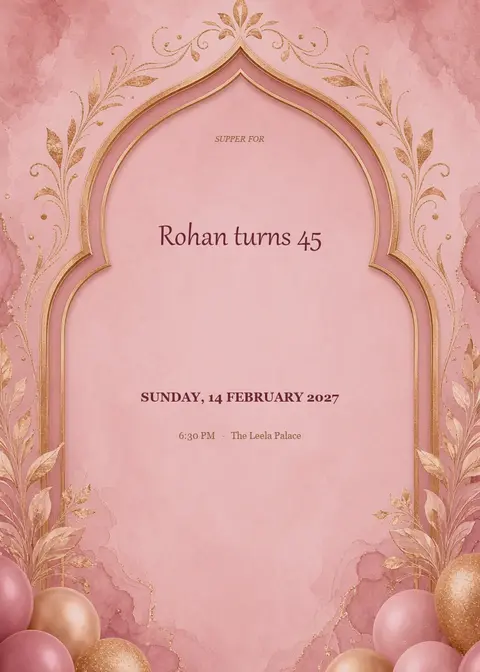 SUPPER FOR
Rohan turns 45
SUNDAY, 14 FEBRUARY 2027
6:30 PM · The Leela Palace